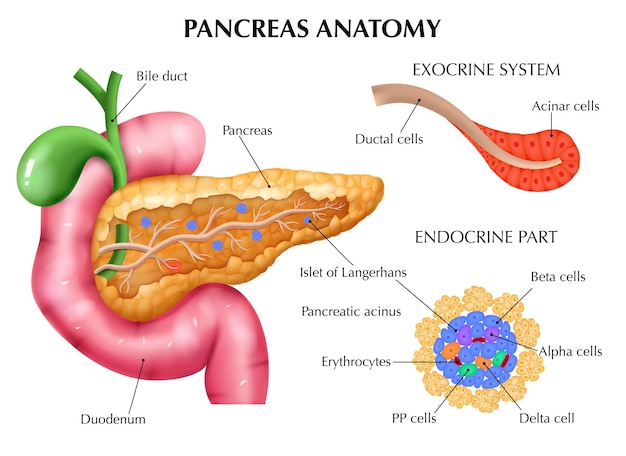 PANCREAS ANATOMY
Bile duct
Pancreas
EXOCRINE SYSTEM
Acinar cells
Ductal cells
ENDOCRINE PART
Islet of Langerhans
Beta cells
Pancreatic acinus
Alpha cells
Erythrocytes
PP cells
Delta cell
Duodenum